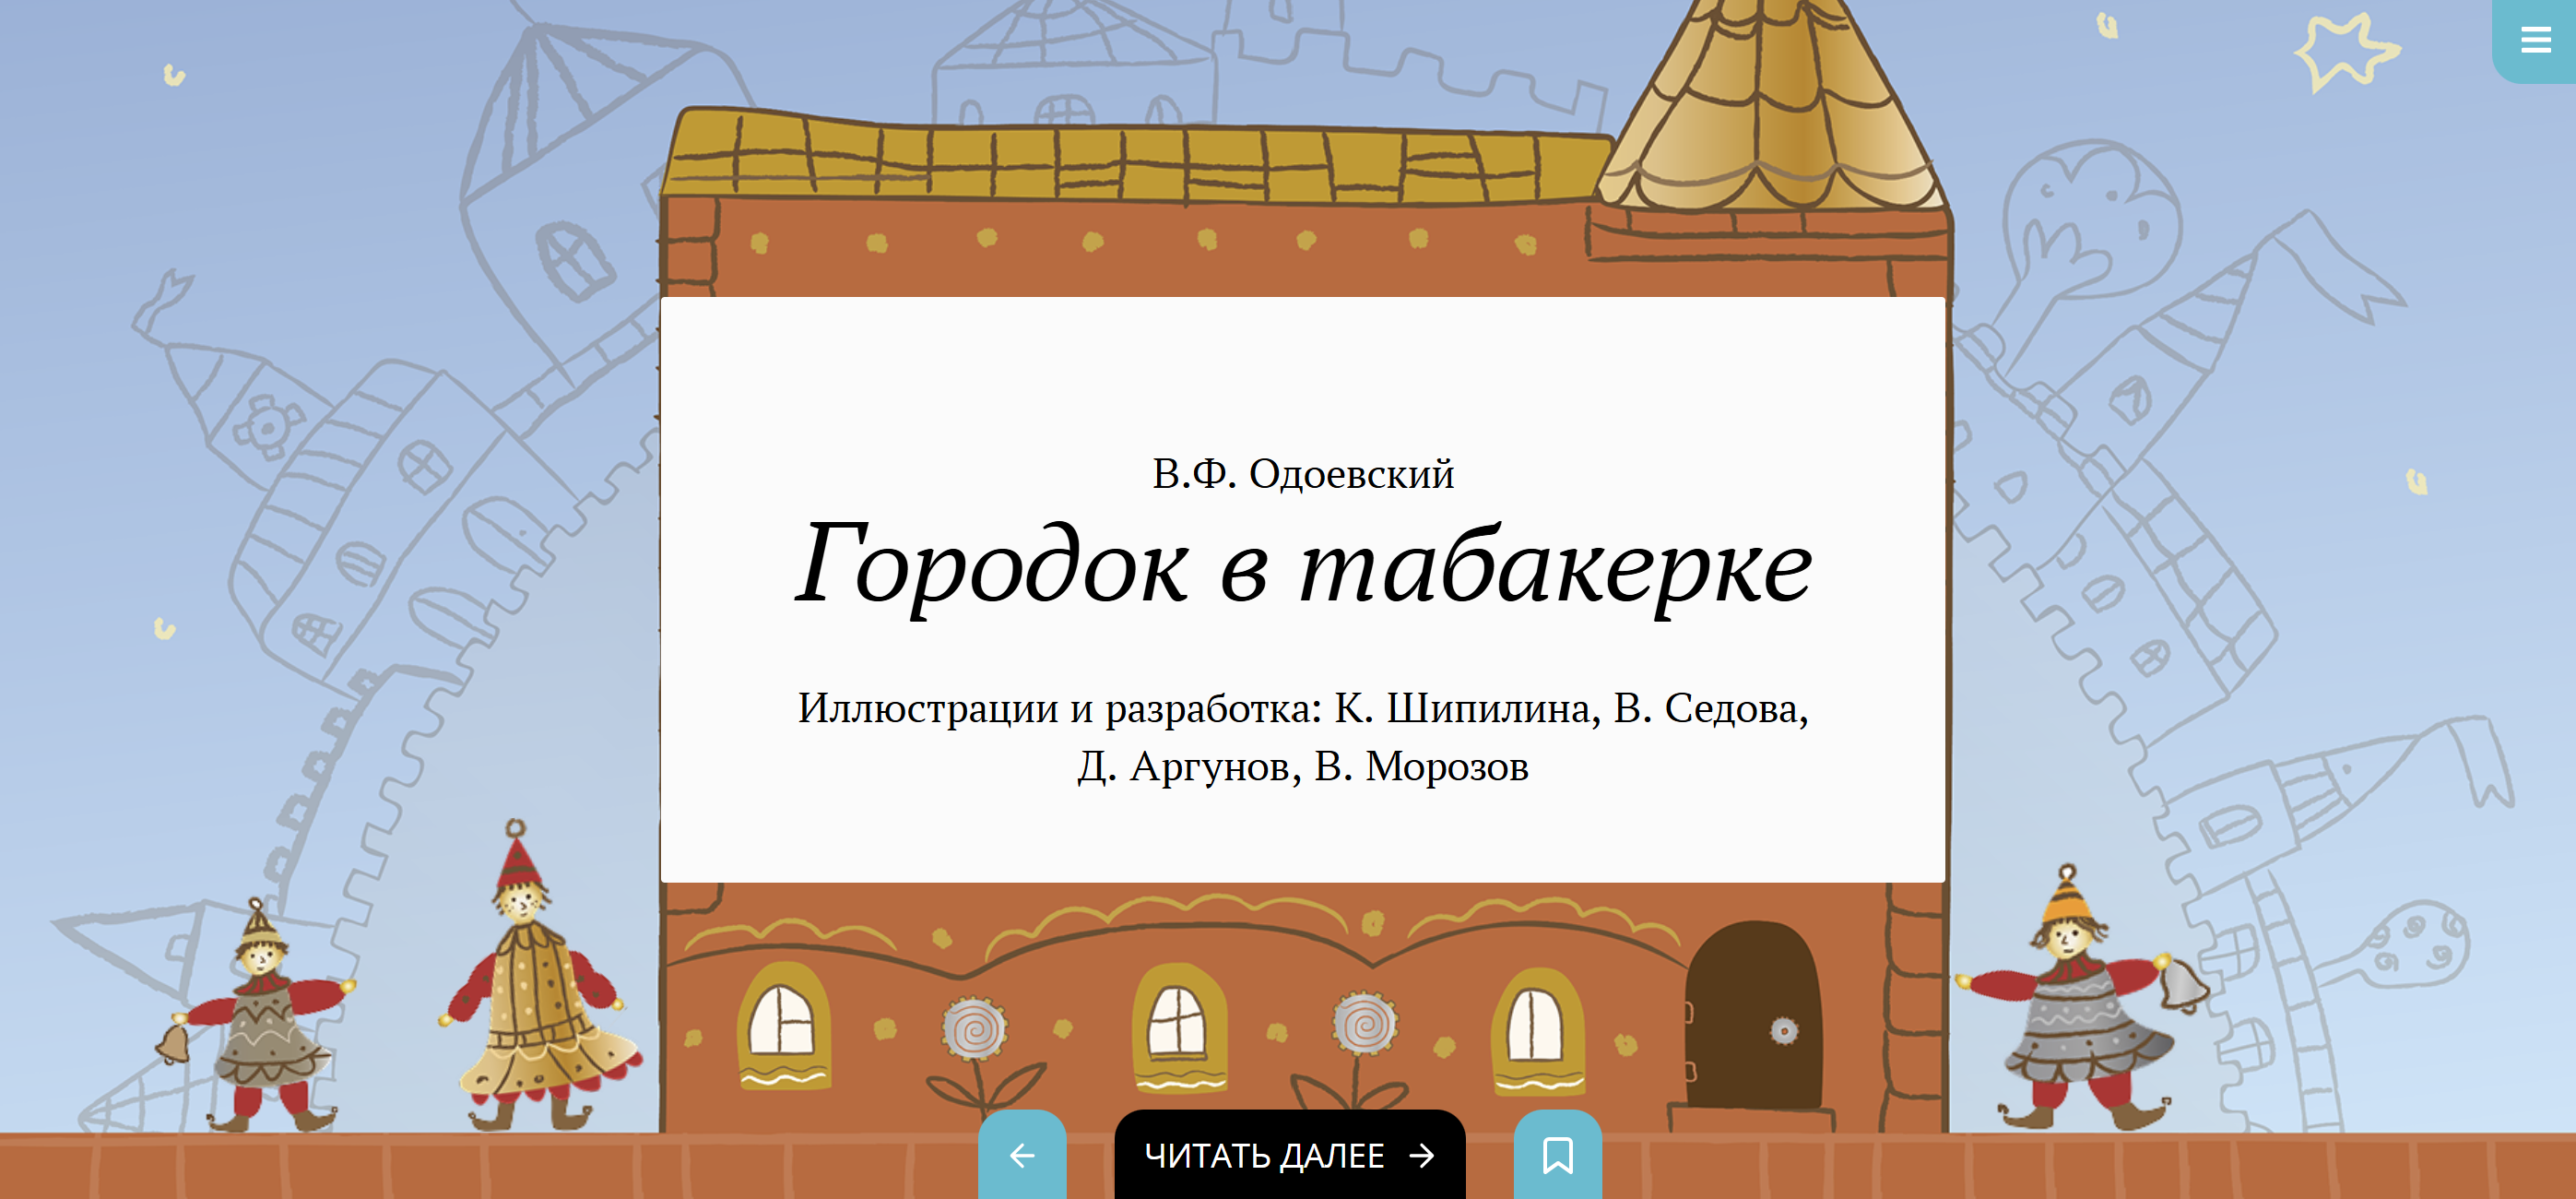 В.Ф. Одоевский
Городок в табакерке
Иллюстрации и разработка: К. Шипилина, В. Седова,
Д. Аргунов, В. Морозов
ЧИТАТЬ ДАЛЕЕ